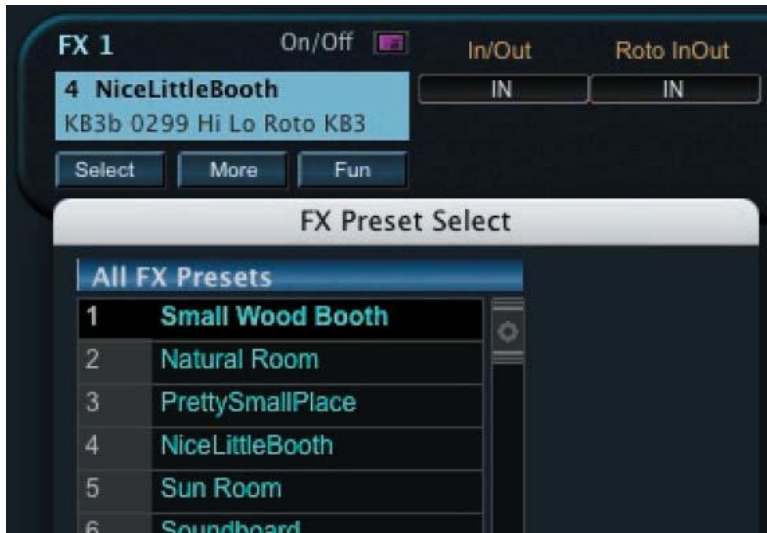 FX 1 On/Off In/Out Roto InOut
4 NiceLittleBooth IN IN
KB3b 0299 Hi Lo Roto KB3
Select More Fun
FX Preset Select
All FX Presets
1 Small Wood Booth
2 Natural Room
3 PrettySmallPlace
4 NiceLittleBooth
5 Sun Room
6 Soundboard